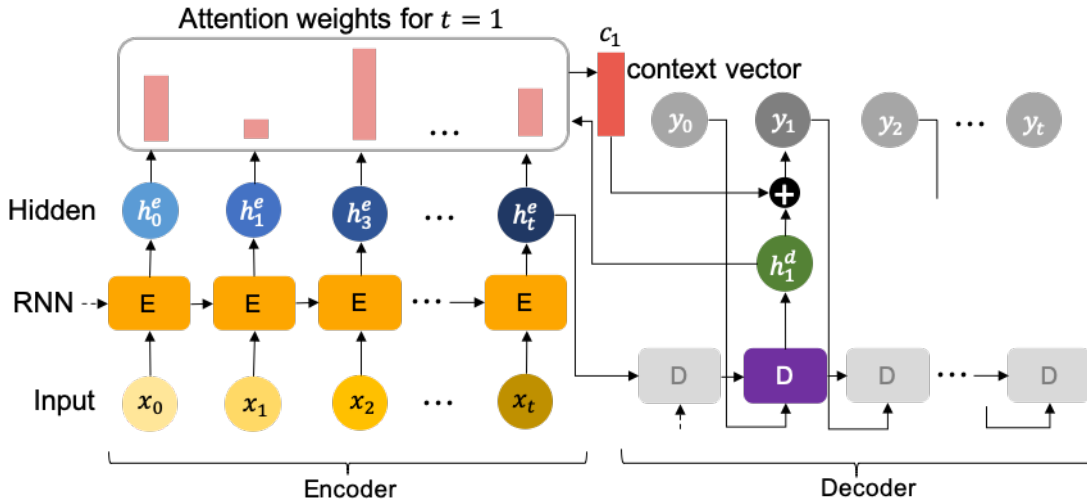 Attention weights for t = 1
c₁
context vector
y₀ y₁ y₂ ... yₜ
+
Hidden h₀ᵉ h₁ᵉ h₃ᵉ ... hₜᵉ
h₁ᵈ
RNN E E E ... E
D D D ... D
Input x₀ x₁ x₂ ... xₜ
Encoder
Decoder